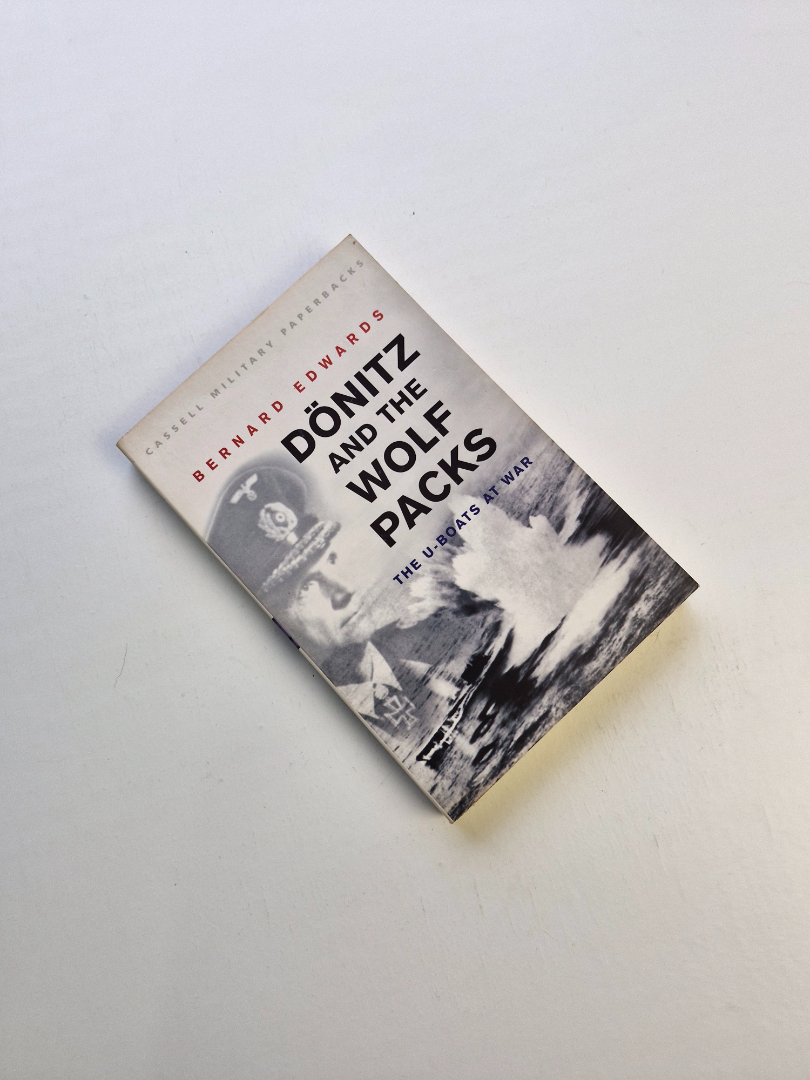 CASSELL MILITARY PAPERBACKS
BERNARD EDWARDS
DÖNITZ
AND THE
WOLF
PACKS
THE U-BOATS AT WAR